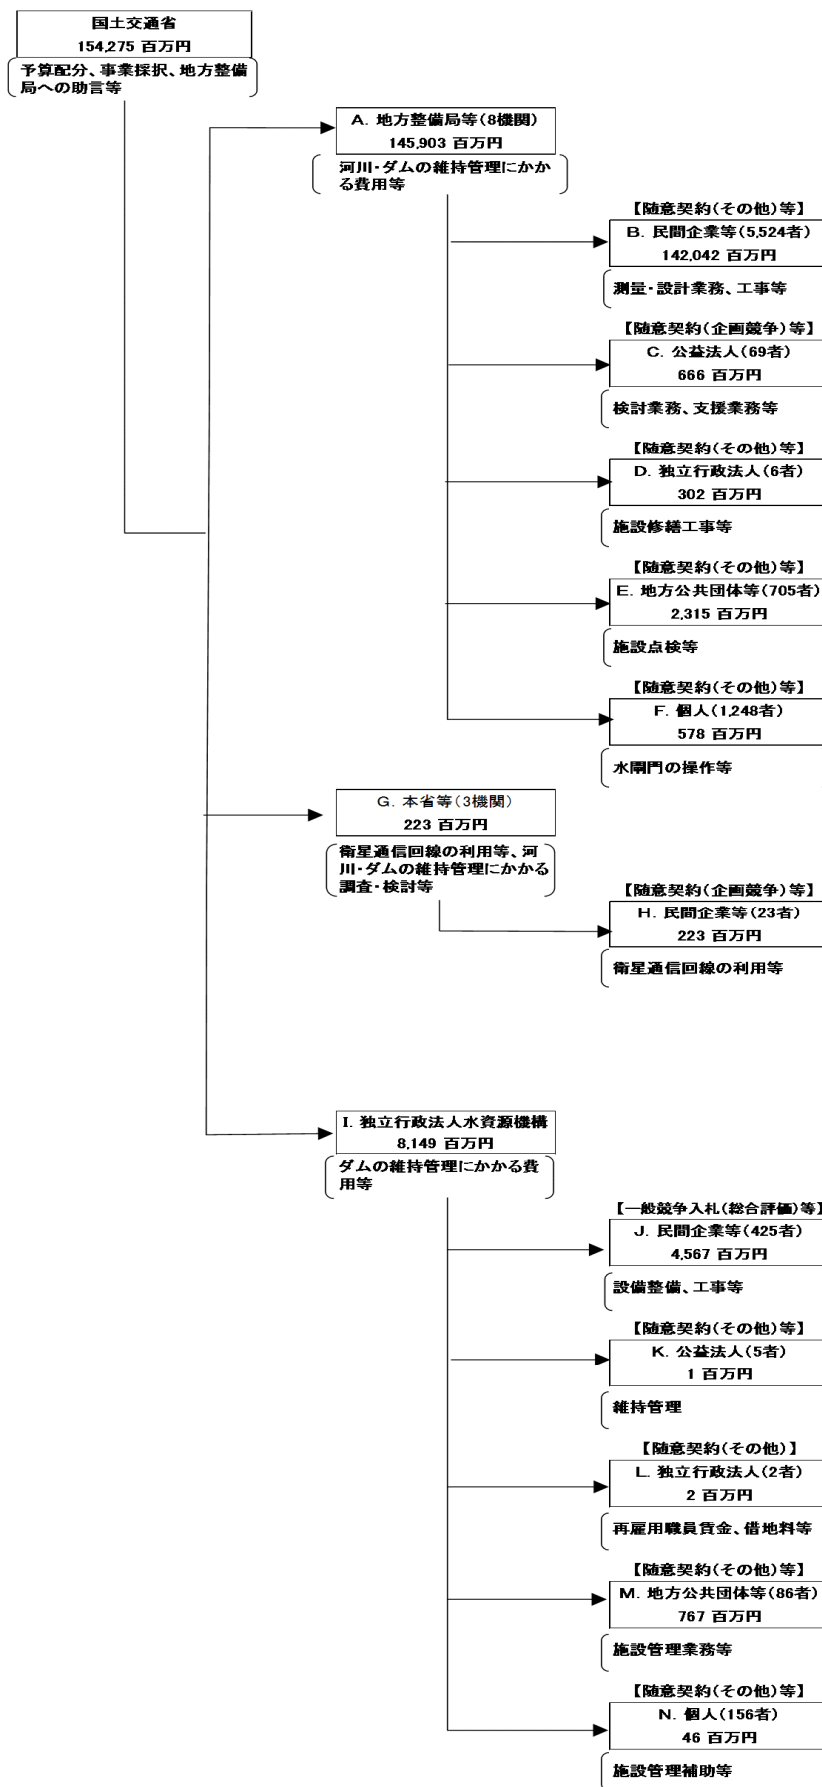 国土交通省
154,275 百万円
予算配分、事業採択、地方整備
局への助言等
A. 地方整備局等(8機関)
145,903 百万円
河川・ダムの維持管理にかか
る費用等
【随意契約(その他)等】
B. 民間企業等(5,524者)
142,042 百万円
測量・設計業務、工事等
【随意契約(企画競争)等】
C. 公益法人(69者)
666 百万円
検討業務、支援業務等
【随意契約(その他)等】
D. 独立行政法人(6者)
302 百万円
施設修繕工事等
【随意契約(その他)等】
E. 地方公共団体等(705者)
2,315 百万円
施設点検等
【随意契約(その他)等】
F. 個人(1,248者)
578 百万円
水閘門の操作等
G. 本省等(3機関)
223 百万円
衛星通信回線の利用等、河
川・ダムの維持管理にかかる
調査・検討等
【随意契約(企画競争)等】
H. 民間企業等(23者)
223 百万円
衛星通信回線の利用等
I. 独立行政法人水資源機構
8,149 百万円
ダムの維持管理にかかる費
用等
【一般競争入札(総合評価)等】
J. 民間企業等(425者)
4,567 百万円
設備整備、工事等
【随意契約(その他)等】
K. 公益法人(5者)
1 百万円
維持管理
【随意契約(その他)】
L. 独立行政法人(2者)
2 百万円
再雇用職員賃金、借地料等
【随意契約(その他)等】
M. 地方公共団体等(86者)
767 百万円
施設管理業務等
【随意契約(その他)等】
N. 個人(156者)
46 百万円
施設管理補助等